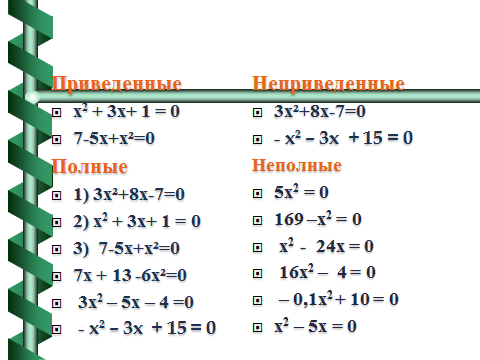 Приведенные
x² + 3x+ 1 = 0
7-5x+x²=0
Полные
1) 3x²+8x-7=0
2) x² + 3x+ 1 = 0
3) 7-5x+x²=0
7x + 13 -6x²=0
3x² – 5x – 4 =0
- x² – 3x + 15 = 0
Неприведенные
3x²+8x-7=0
- x² – 3x + 15 = 0
Неполные
5x² = 0
169 –x² = 0
x² - 24x = 0
16x² – 4 = 0
– 0,1x² + 10 = 0
x² – 5x = 0